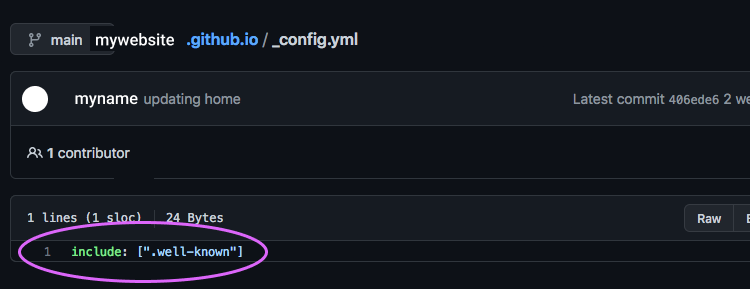 main mywebsite .github.io / _config.yml
myname updating home Latest commit 406ede6 2 we
1 contributor
1 lines (1 sloc) 24 Bytes Raw
1 include: [".well-known"]